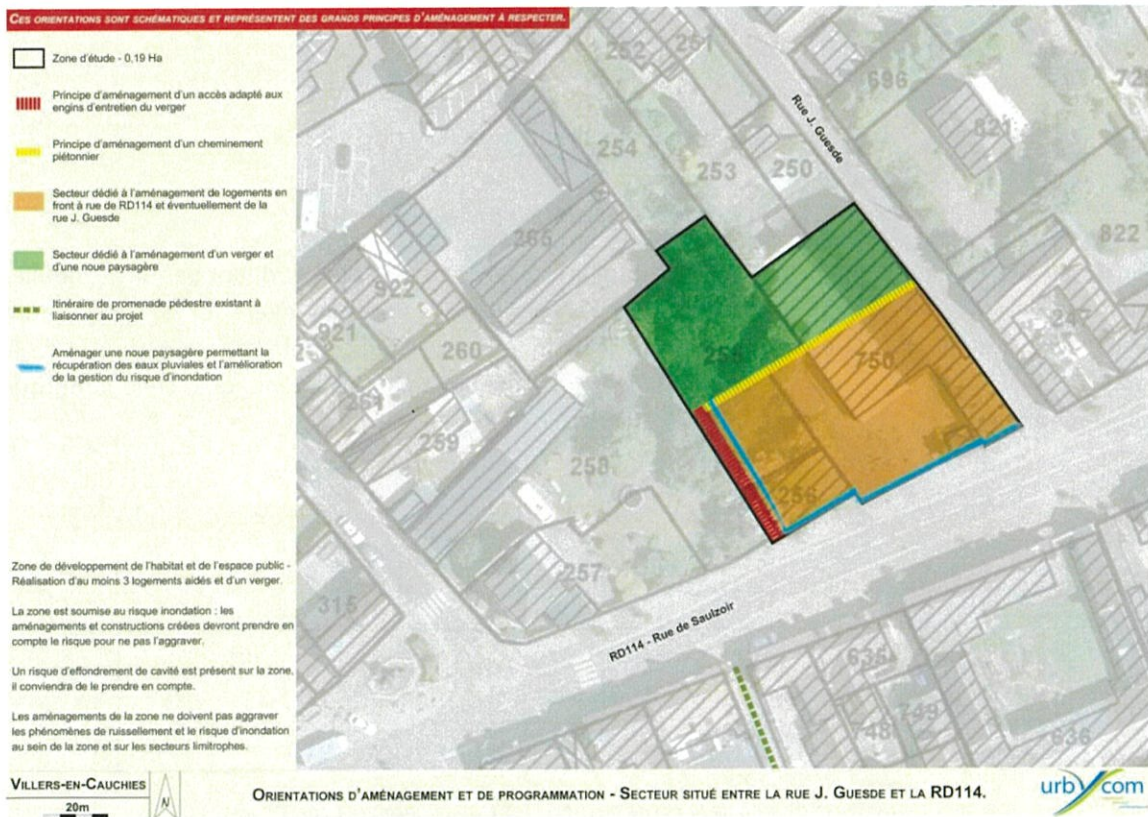 CES ORIENTATIONS SONT SCHÉMATIQUES ET REPRÉSENTENT DES GRANDS PRINCIPES D'AMÉNAGEMENT À RESPECTER.
Zone d'étude - 0,19 Ha
Principe d'aménagement d'un accès adapté aux
engins d'entretien du verger
Principe d'aménagement d'un cheminement
piétonnier
Secteur dédié à l'aménagement de logements en
front à rue de RD114 et éventuellement de la
rue J. Guesde
Secteur dédié à l'aménagement d'un verger et
d'une noue paysagère
Itinéraire de promenade pédestre existant à
liaisonner au projet
Aménager une noue paysagère permettant la
récupération des eaux pluviales et l'amélioration
de la gestion du risque d'inondation
Zone de développement de l'habitat et de l'espace public -
Réalisation d'au moins 3 logements aidés et d'un verger.
La zone est soumise au risque inondation : les
aménagements et constructions créées devront prendre en
compte le risque pour ne pas l'aggraver.
Un risque d'effondrement de cavité est présent sur la zone,
il conviendra de le prendre en compte.
Les aménagements de la zone ne doivent pas aggraver
les phénomènes de ruissellement et le risque d'inondation
au sein de la zone et sur les secteurs limitrophes.
252
251
696
821
Rue J. Guesde
254
253
250
822
265
922
921
260
247
255
750
261
259
258
256
257
315
RD114 - Rue de Saulzoir
635
749
748
636
VILLERS-EN-CAUCHIES
20m
N
ORIENTATIONS D'AMÉNAGEMENT ET DE PROGRAMMATION - SECTEUR SITUÉ ENTRE LA RUE J. GUESDE ET LA RD114.
urbycom